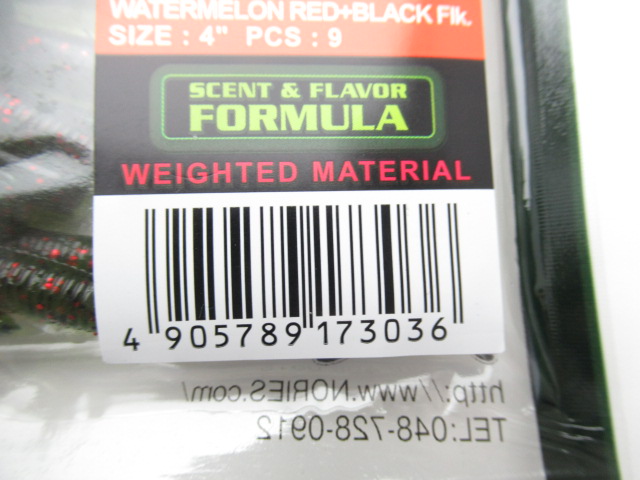 WATERMELON RED+BLACK Flk.
SIZE : 4" PCS : 9
SCENT & FLAVOR
FORMULA
WEIGHTED MATERIAL
4 905789 173036
http://www.NORIES.com/
TEL:048-728-0912